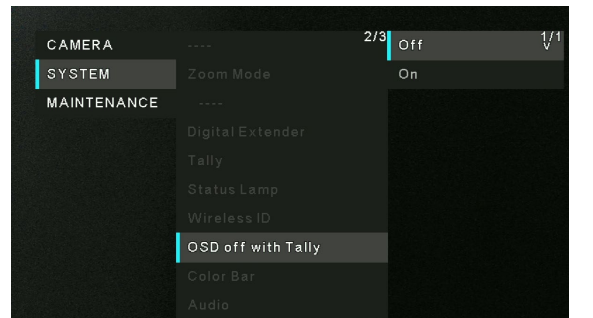 CAMERA
SYSTEM
MAINTENANCE
2/3
----
Zoom Mode
----
Digital Extender
Tally
Status Lamp
Wireless ID
OSD off with Tally
Color Bar
Audio
1/1
Off
On